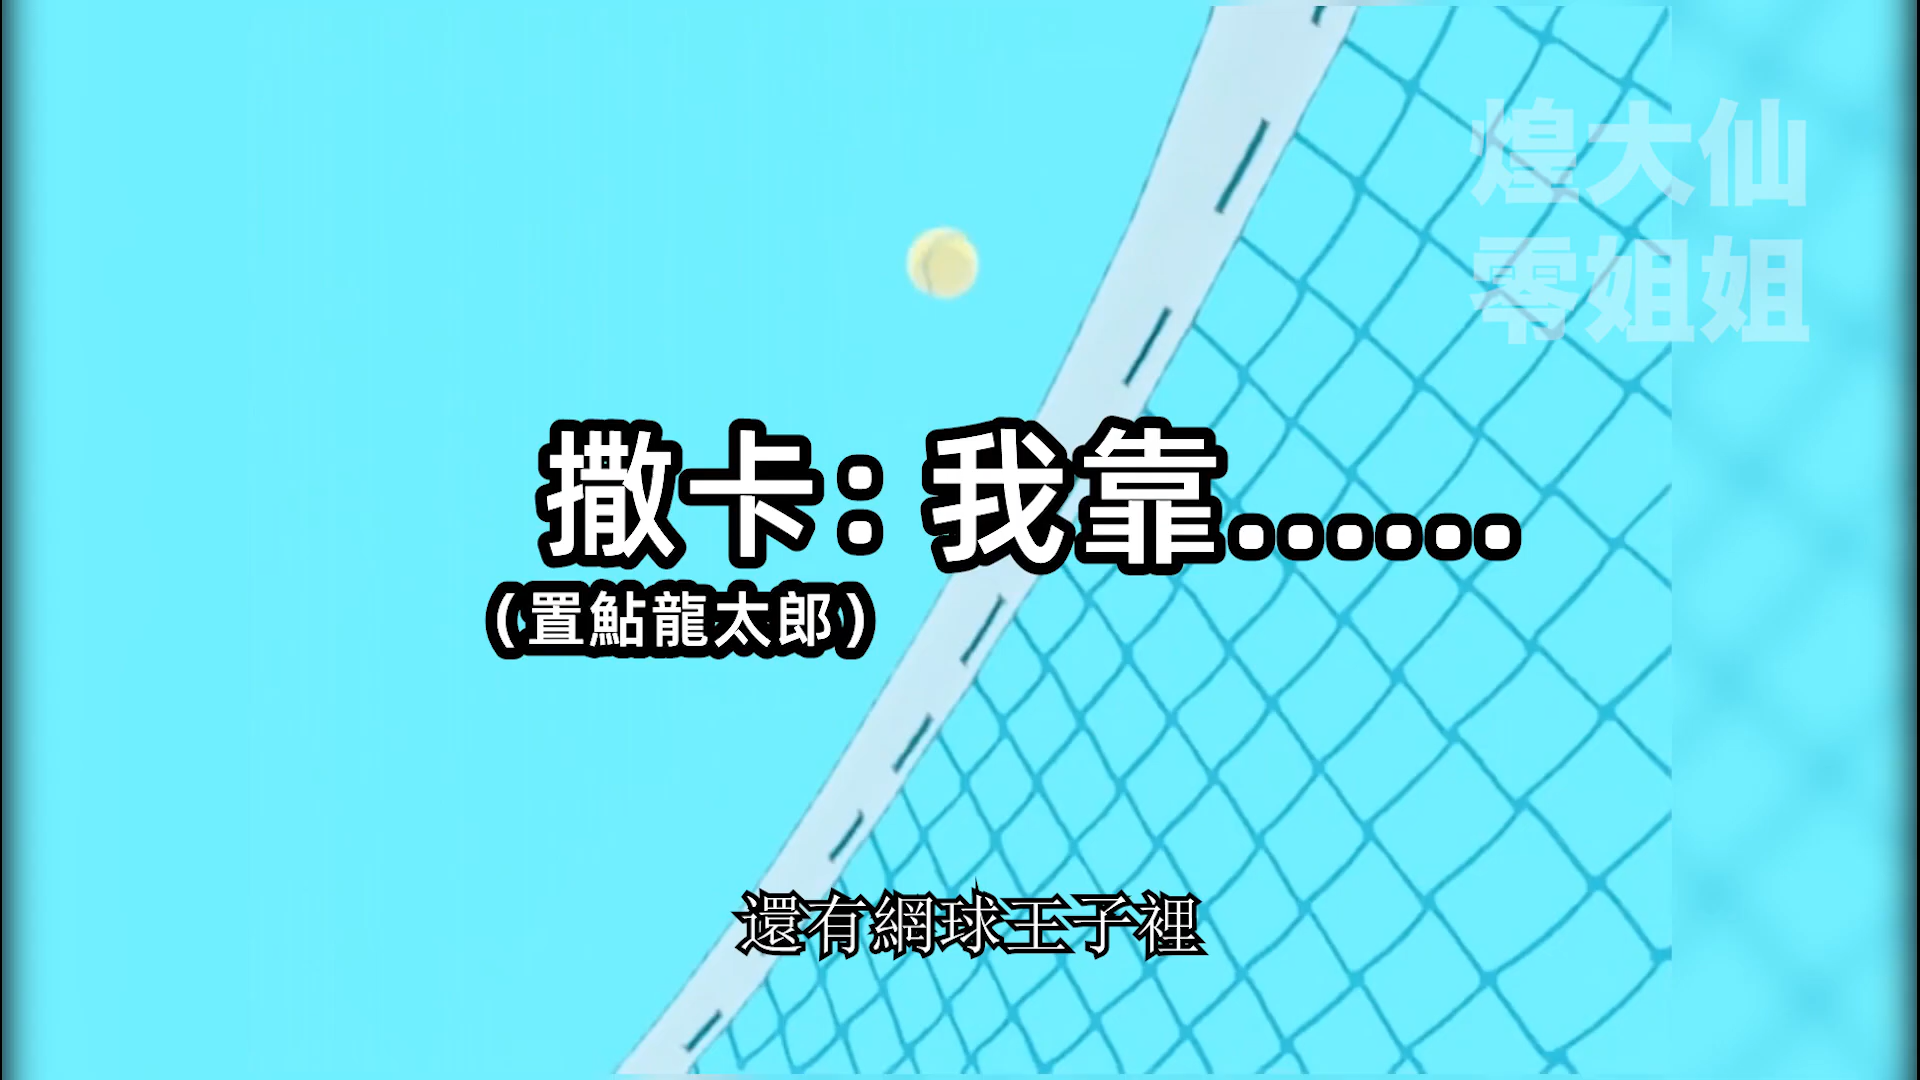 煌大仙
零姐姐
撒卡：我靠......
（置鮎龍太郎）
還有網球王子裡